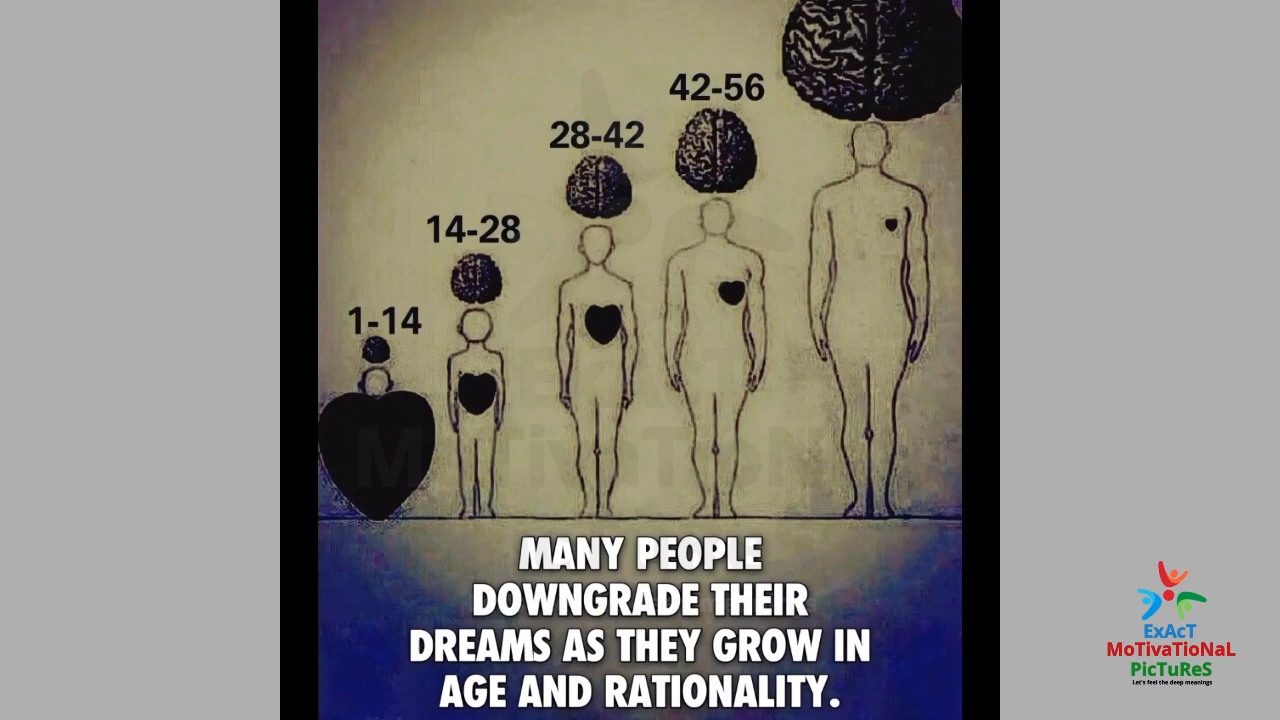 42-56
28-42
14-28
1-14
MANY PEOPLE
DOWNGRADE THEIR
DREAMS AS THEY GROW IN
AGE AND RATIONALITY.
ExAcT
MoTivaTioNaL
PicTuReS
Let's feel the deep meanings